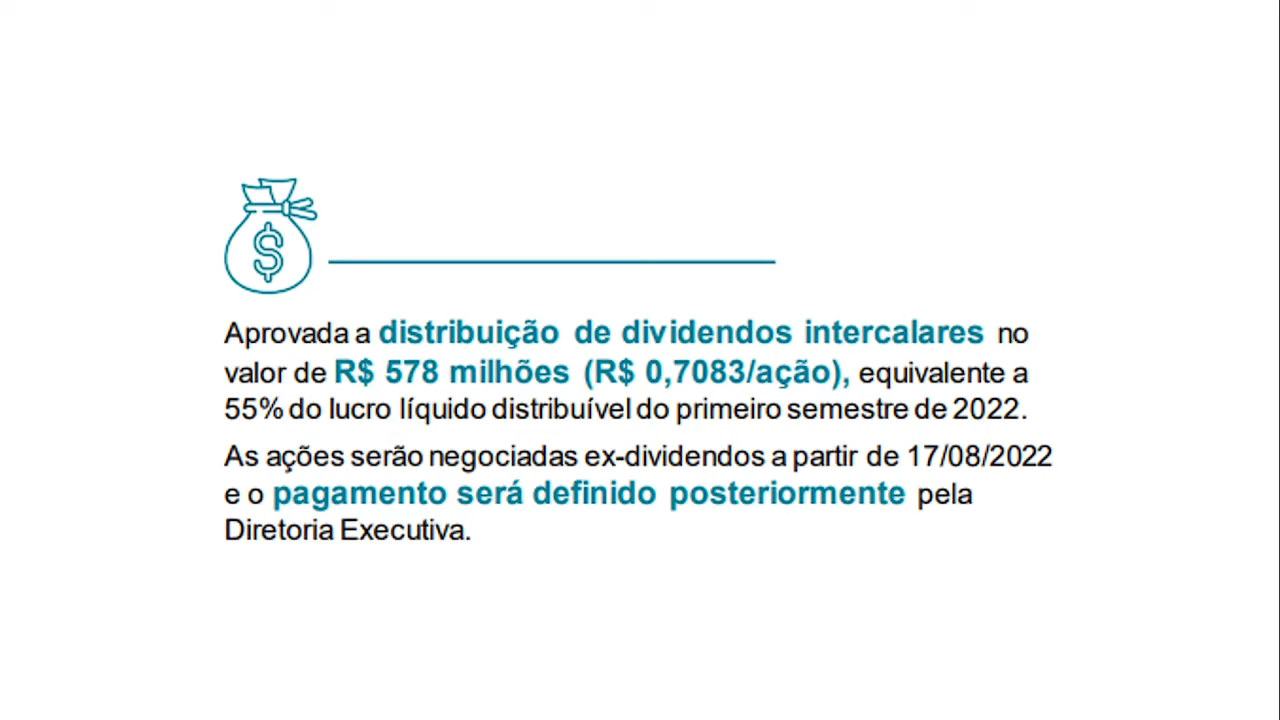 $
Aprovada a distribuição de dividendos intercalares no
valor de R$ 578 milhões (R$ 0,7083/ação), equivalente a
55% do lucro líquido distribuível do primeiro semestre de 2022.
As ações serão negociadas ex-dividendos a partir de 17/08/2022
e o pagamento será definido posteriormente pela
Diretoria Executiva.